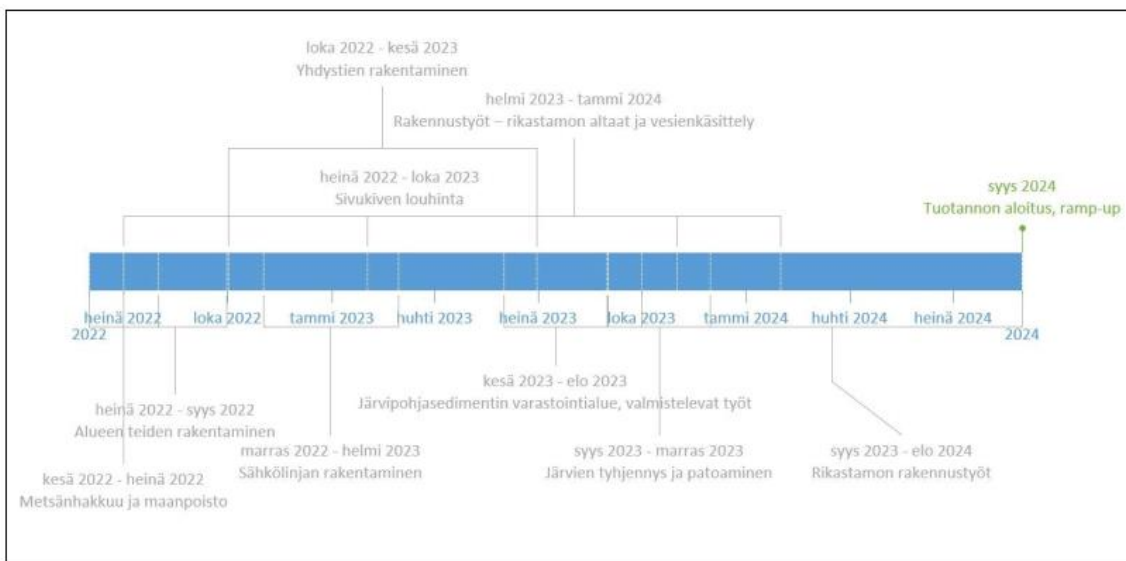 loka 2022 - kesä 2023
Yhdystien rakentaminen
helmi 2023 - tammi 2024
Rakennustyöt – rikastamon altaat ja vesienkäsittely
heinä 2022 - loka 2023
Sivukiven louhinta
syys 2024
Tuotannon aloitus, ramp-up
heinä 2022 loka 2022 tammi 2023 huhti 2023 heinä 2023 loka 2023 tammi 2024 huhti 2024 heinä 2024
2022 2024
kesä 2023 - elo 2023
Järvipohjasedimentin varastointialue, valmistelevat työt
heinä 2022 - syys 2022
Alueen teiden rakentaminen
marras 2022 - helmi 2023
Sähkölinjan rakentaminen
syys 2023 - marras 2023
Järvien tyhjennys ja patoaminen
syys 2023 - elo 2024
Rikastamon rakennustyöt
kesä 2022 - heinä 2022
Metsänhakkuu ja maanpoisto